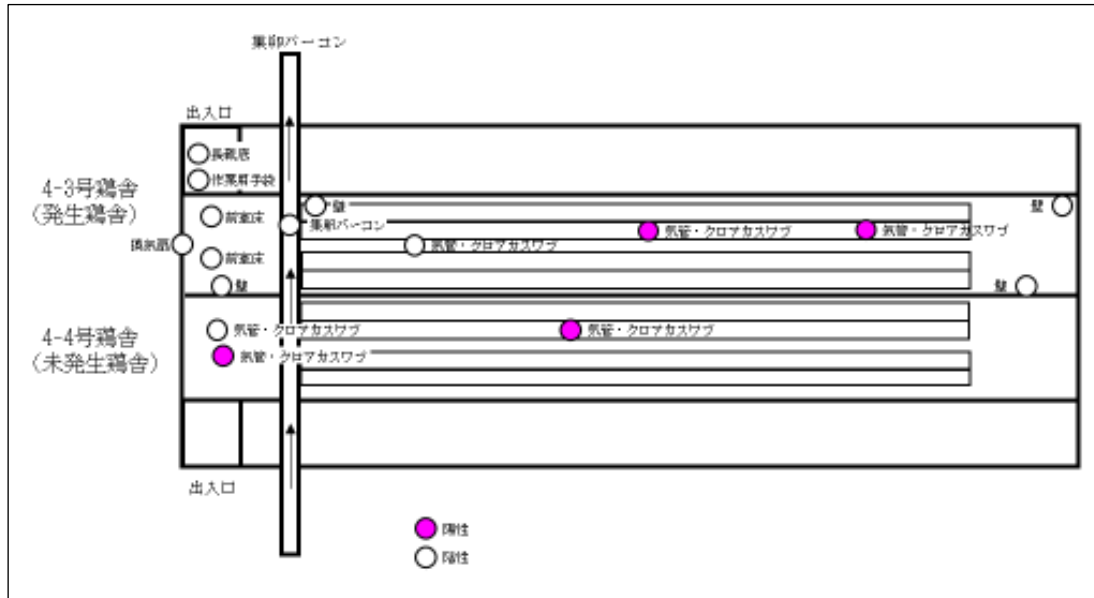 集卵バーコン
出入口
長靴底
作業用手袋
4-3号鶏舎
(発生鶏舎)
壁
壁
前室床
集卵バーコン
気管・クロアカスワブ
気管・クロアカスワブ
換気扇
気管・クロアカスワブ
前室床
壁
壁
4-4号鶏舎
(未発生鶏舎)
気管・クロアカスワブ
気管・クロアカスワブ
気管・クロアカスワブ
出入口
陽性
陰性